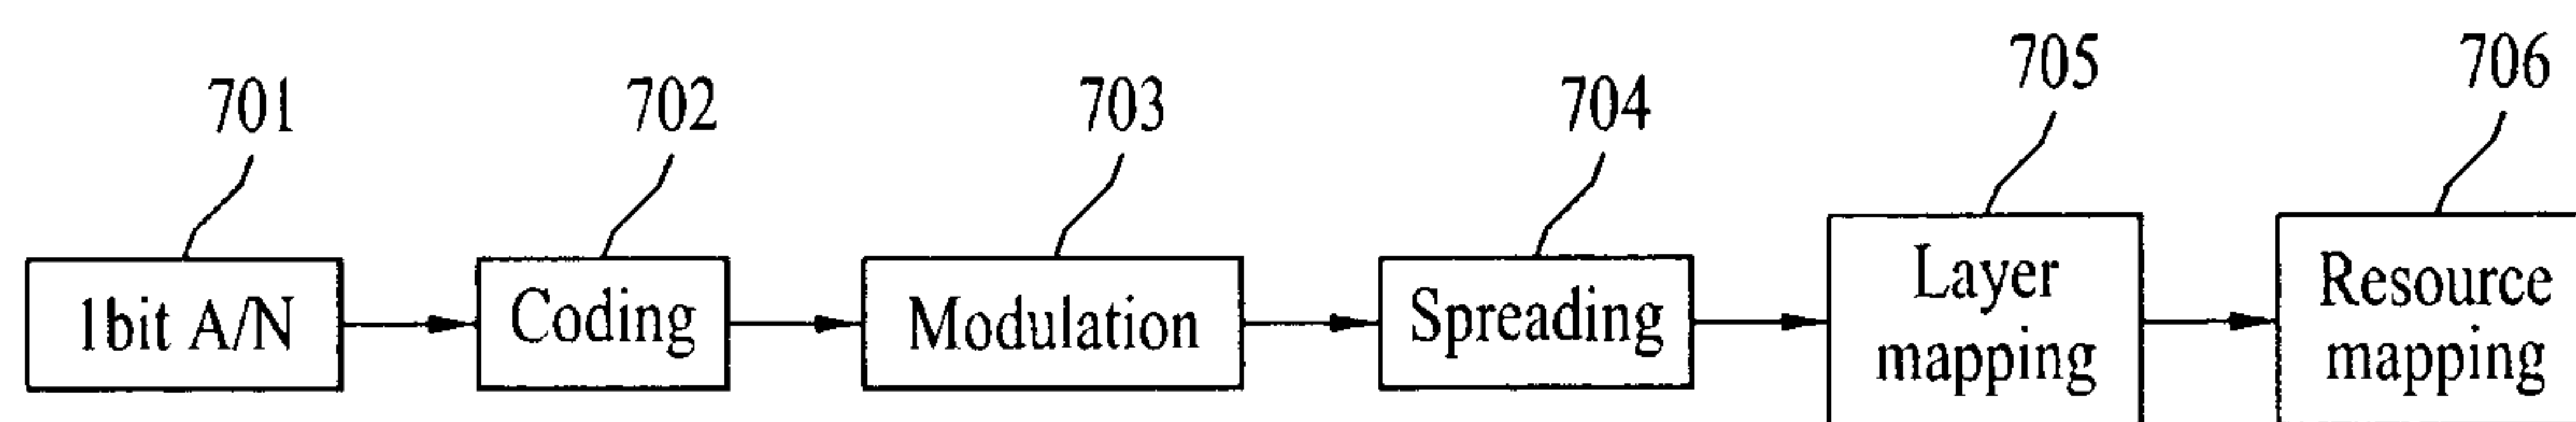 701
702
703
704
705
706
1bit A/N
Coding
Modulation
Spreading
Layer
mapping
Resource
mapping